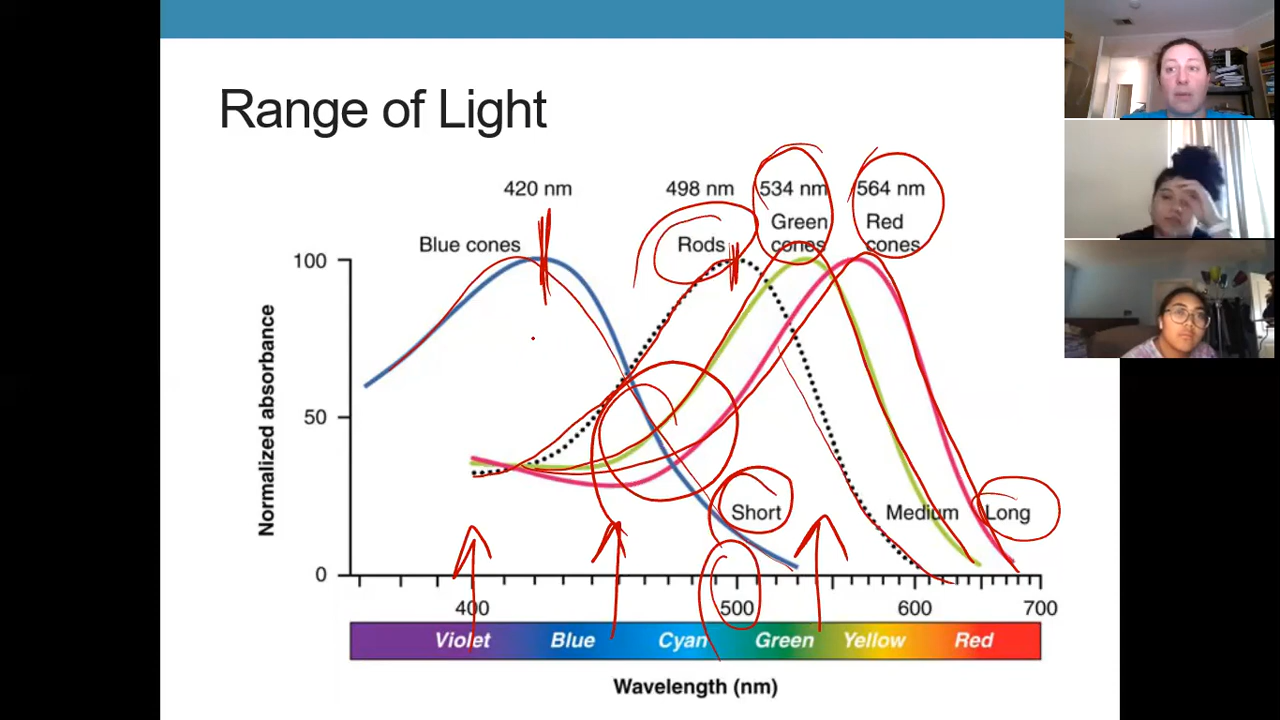 Range of Light
420 nm
498 nm
534 nm
564 nm
Blue cones
Rods
Green
cones
Red
cones
100
50
0
Normalized absorbance
Short
Medium
Long
400
500
600
700
Violet
Blue
Cyan
Green
Yellow
Red
Wavelength (nm)